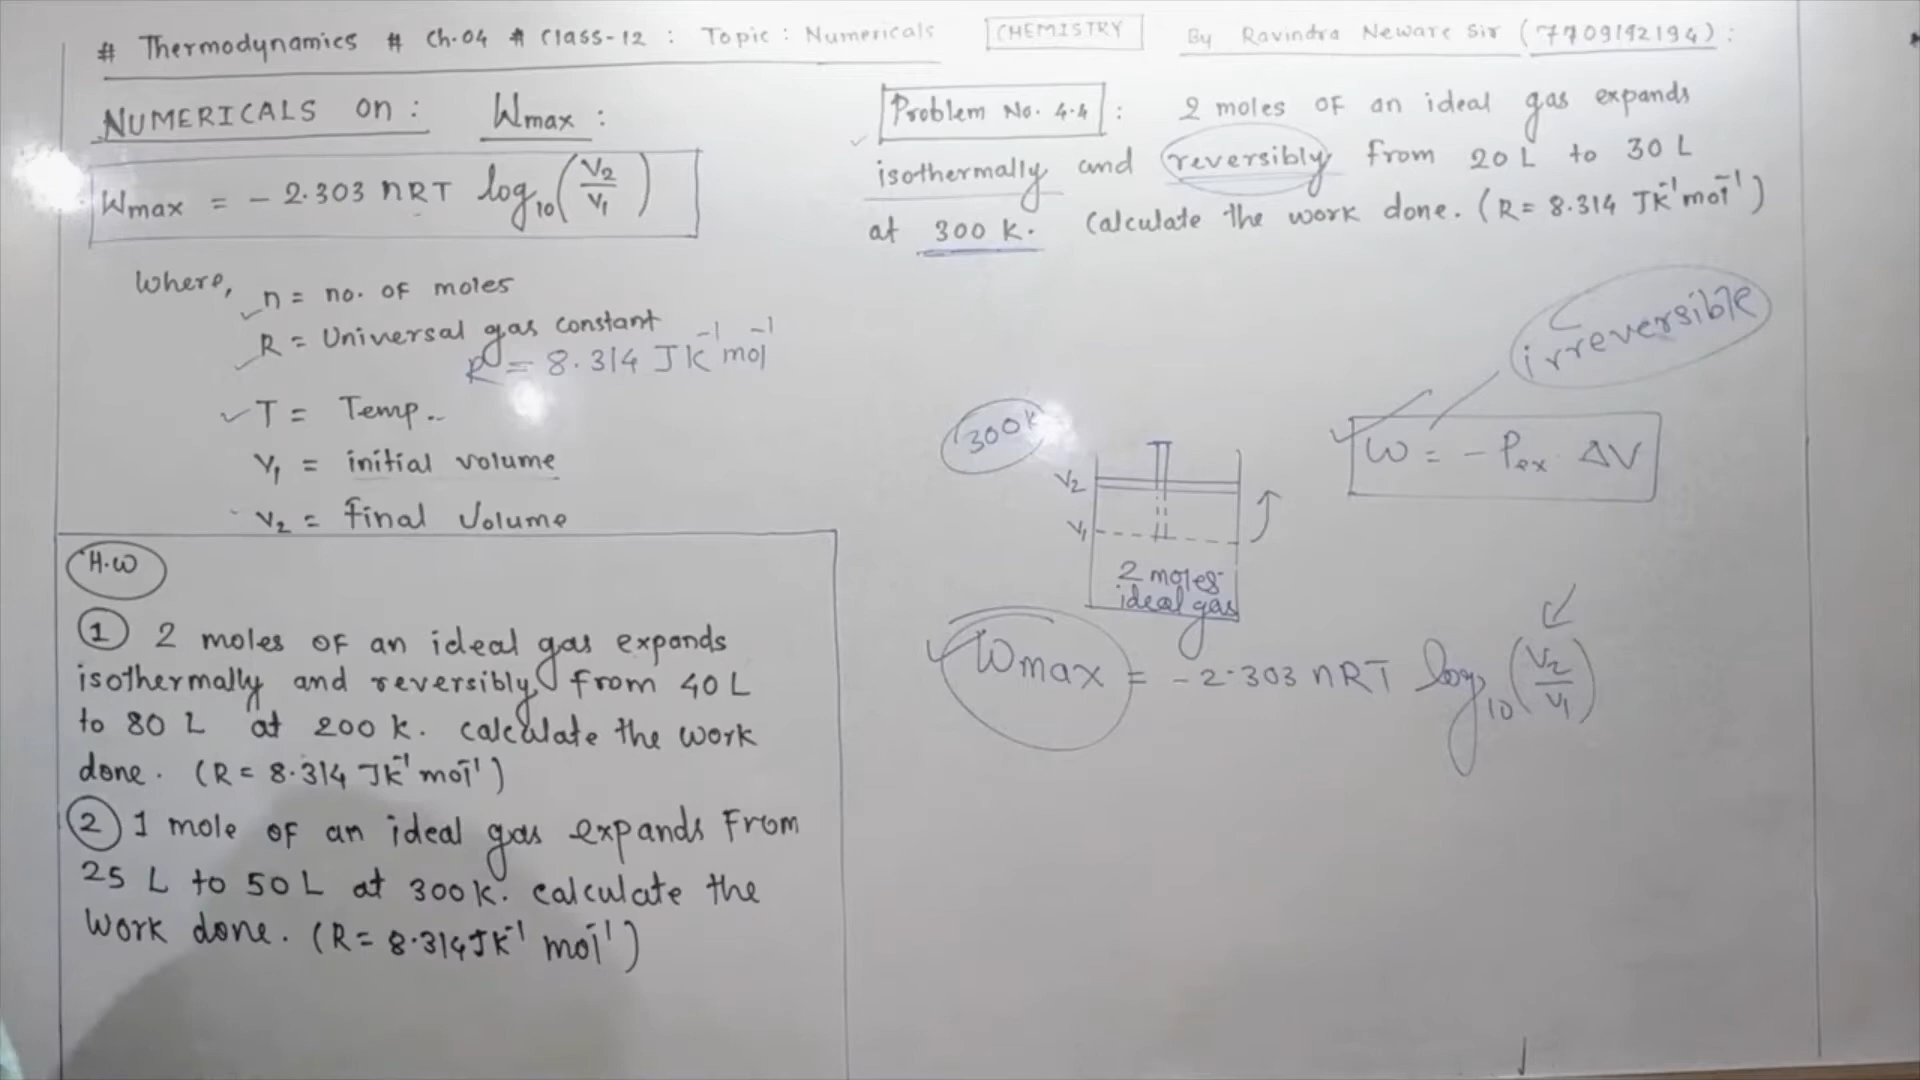 # Thermodynamics # Ch.04 # Class-12 : Topic : Numericals CHEMISTRY By Ravindra Neware Sir (7709192194) :
NUMERICALS on : Wmax :
Wmax = - 2.303 nRT log10 (V2/V1)
Where, n = no. of moles
R = Universal gas constant
R = 8.314 JK-1 mol-1
T = Temp..
V1 = initial volume
V2 = final Volume
H.W
1 2 moles of an ideal gas expands
isothermally and reversibly from 40 L
to 80 L at 200 K. calculate the work
done. (R = 8.314 JK-1 mol-1)
2 1 mole of an ideal gas expands From
25 L to 50 L at 300 K. calculate the
work done. (R = 8.314 JK-1 mol-1)
Problem No. 4.4 : 2 moles of an ideal gas expands
isothermally and reversibly from 20 L to 30 L
at 300 K. Calculate the work done. (R = 8.314 JK-1 mol-1)
irreversible
300K
W = - Pex . ΔV
V2
V1
2 moles
ideal gas
Wmax = - 2.303 nRT log10 (V2/V1)